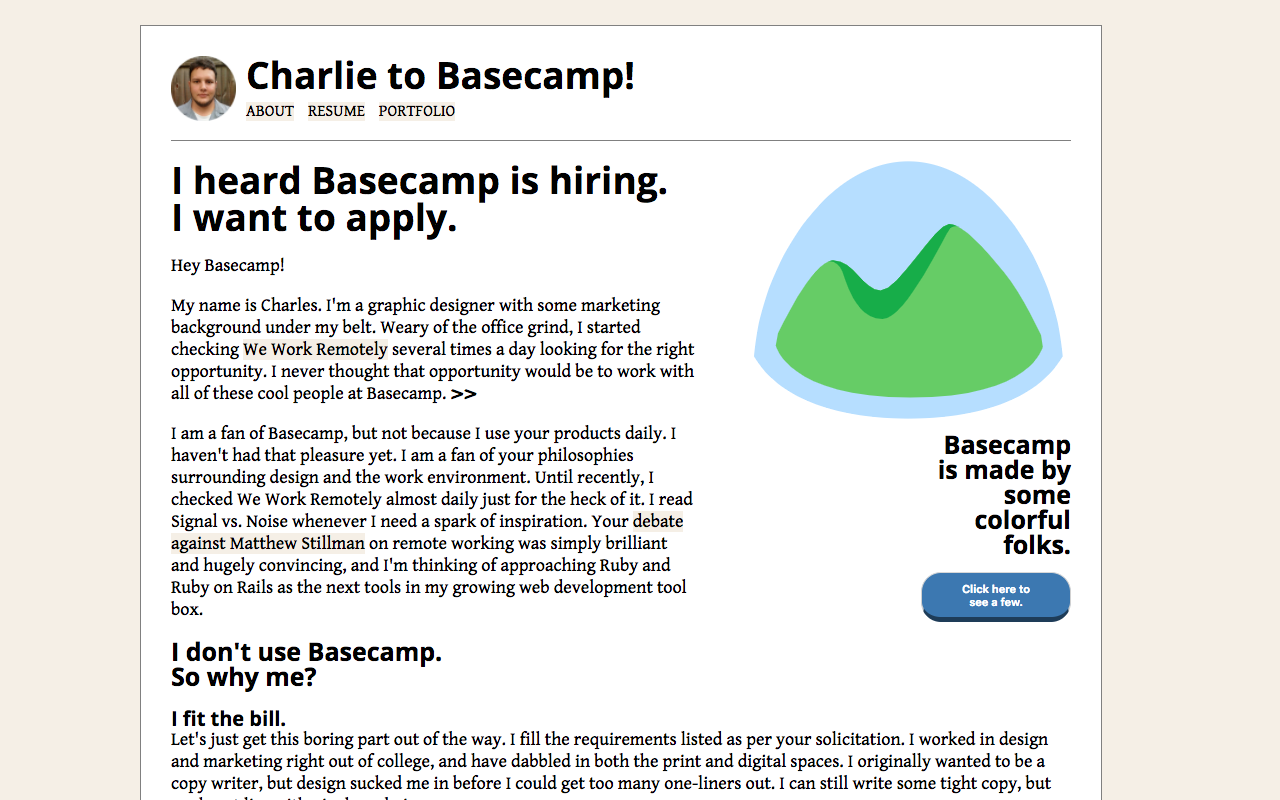 Charlie to Basecamp!
ABOUT RESUME PORTFOLIO
I heard Basecamp is hiring.
I want to apply.
Hey Basecamp!
My name is Charles. I'm a graphic designer with some marketing
background under my belt. Weary of the office grind, I started
checking We Work Remotely several times a day looking for the right
opportunity. I never thought that opportunity would be to work with
all of these cool people at Basecamp. >>
I am a fan of Basecamp, but not because I use your products daily. I
haven't had that pleasure yet. I am a fan of your philosophies
surrounding design and the work environment. Until recently, I
checked We Work Remotely almost daily just for the heck of it. I read
Signal vs. Noise whenever I need a spark of inspiration. Your debate
against Matthew Stillman on remote working was simply brilliant
and hugely convincing, and I'm thinking of approaching Ruby and
Ruby on Rails as the next tools in my growing web development tool
box.
Basecamp
is made by
some
colorful
folks.
Click here to
see a few.
I don't use Basecamp.
So why me?
I fit the bill.
Let's just get this boring part out of the way. I fill the requirements listed as per your solicitation. I worked in design
and marketing right out of college, and have dabbled in both the print and digital spaces. I originally wanted to be a
copy writer, but design sucked me in before I could get too many one-liners out. I can still write some tight copy, but